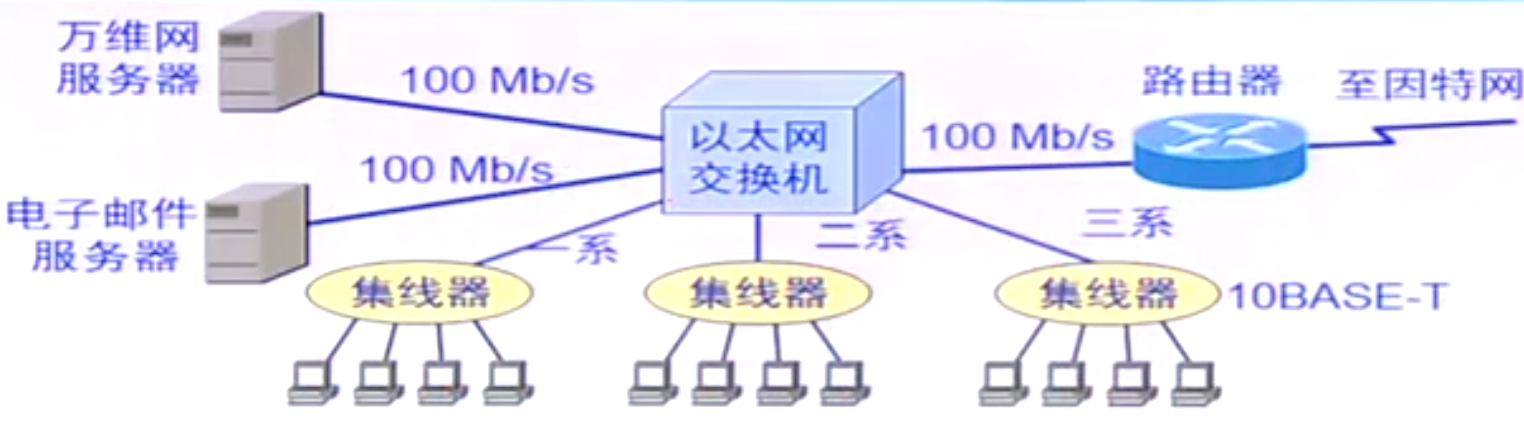 万维网
服务器
100 Mb/s
以太网
交换机
100 Mb/s
路由器
至因特网
100 Mb/s
电子邮件
服务器
一系
二系
三系
集线器
集线器
集线器
10BASE-T